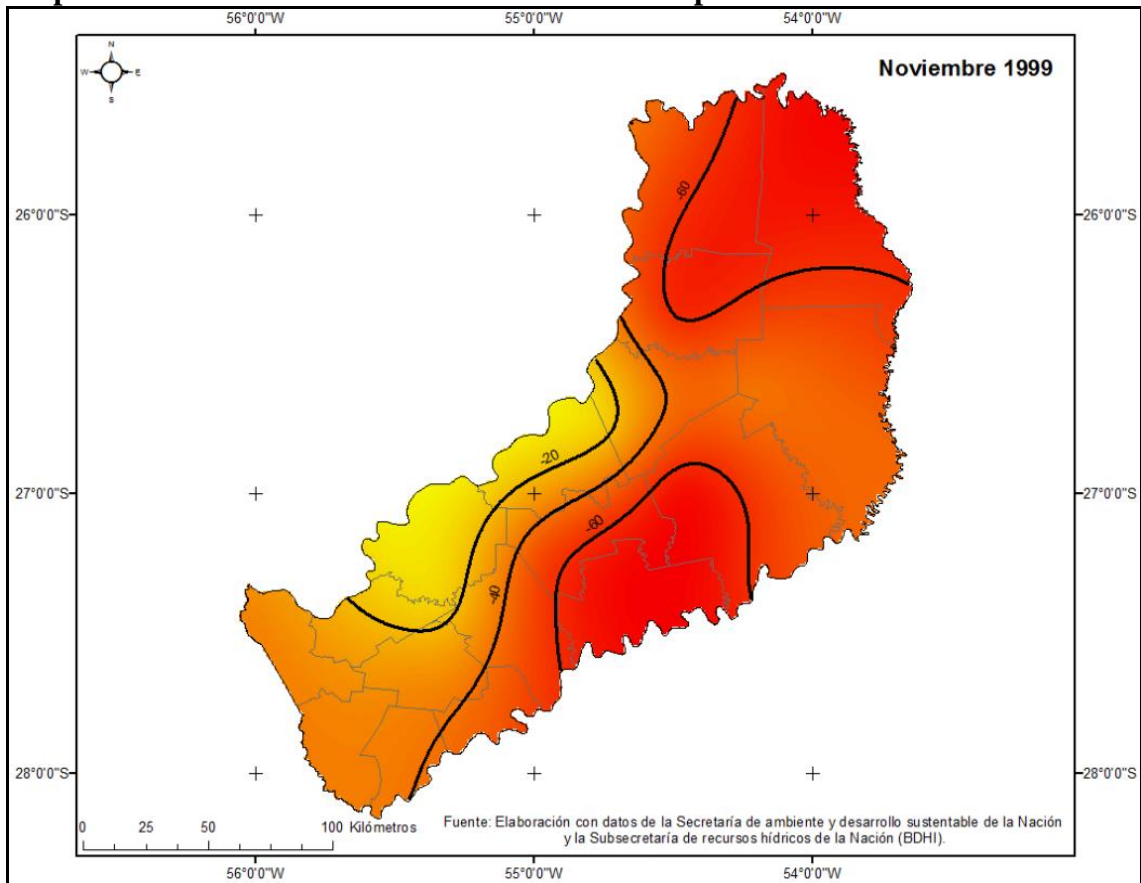 56°0'0"W 55°0'0"W 54°0'0"W
N
W E
S
Noviembre 1999
-60
26°0'0"S 26°0'0"S
-20
27°0'0"S 27°0'0"S
-60
-40
28°0'0"S 28°0'0"S
0 25 50 100 Kilómetros
Fuente: Elaboración con datos de la Secretaría de ambiente y desarrollo sustentable de la Nación
y la Subsecretaría de recursos hídricos de la Nación (BDHI).
56°0'0"W 55°0'0"W 54°0'0"W